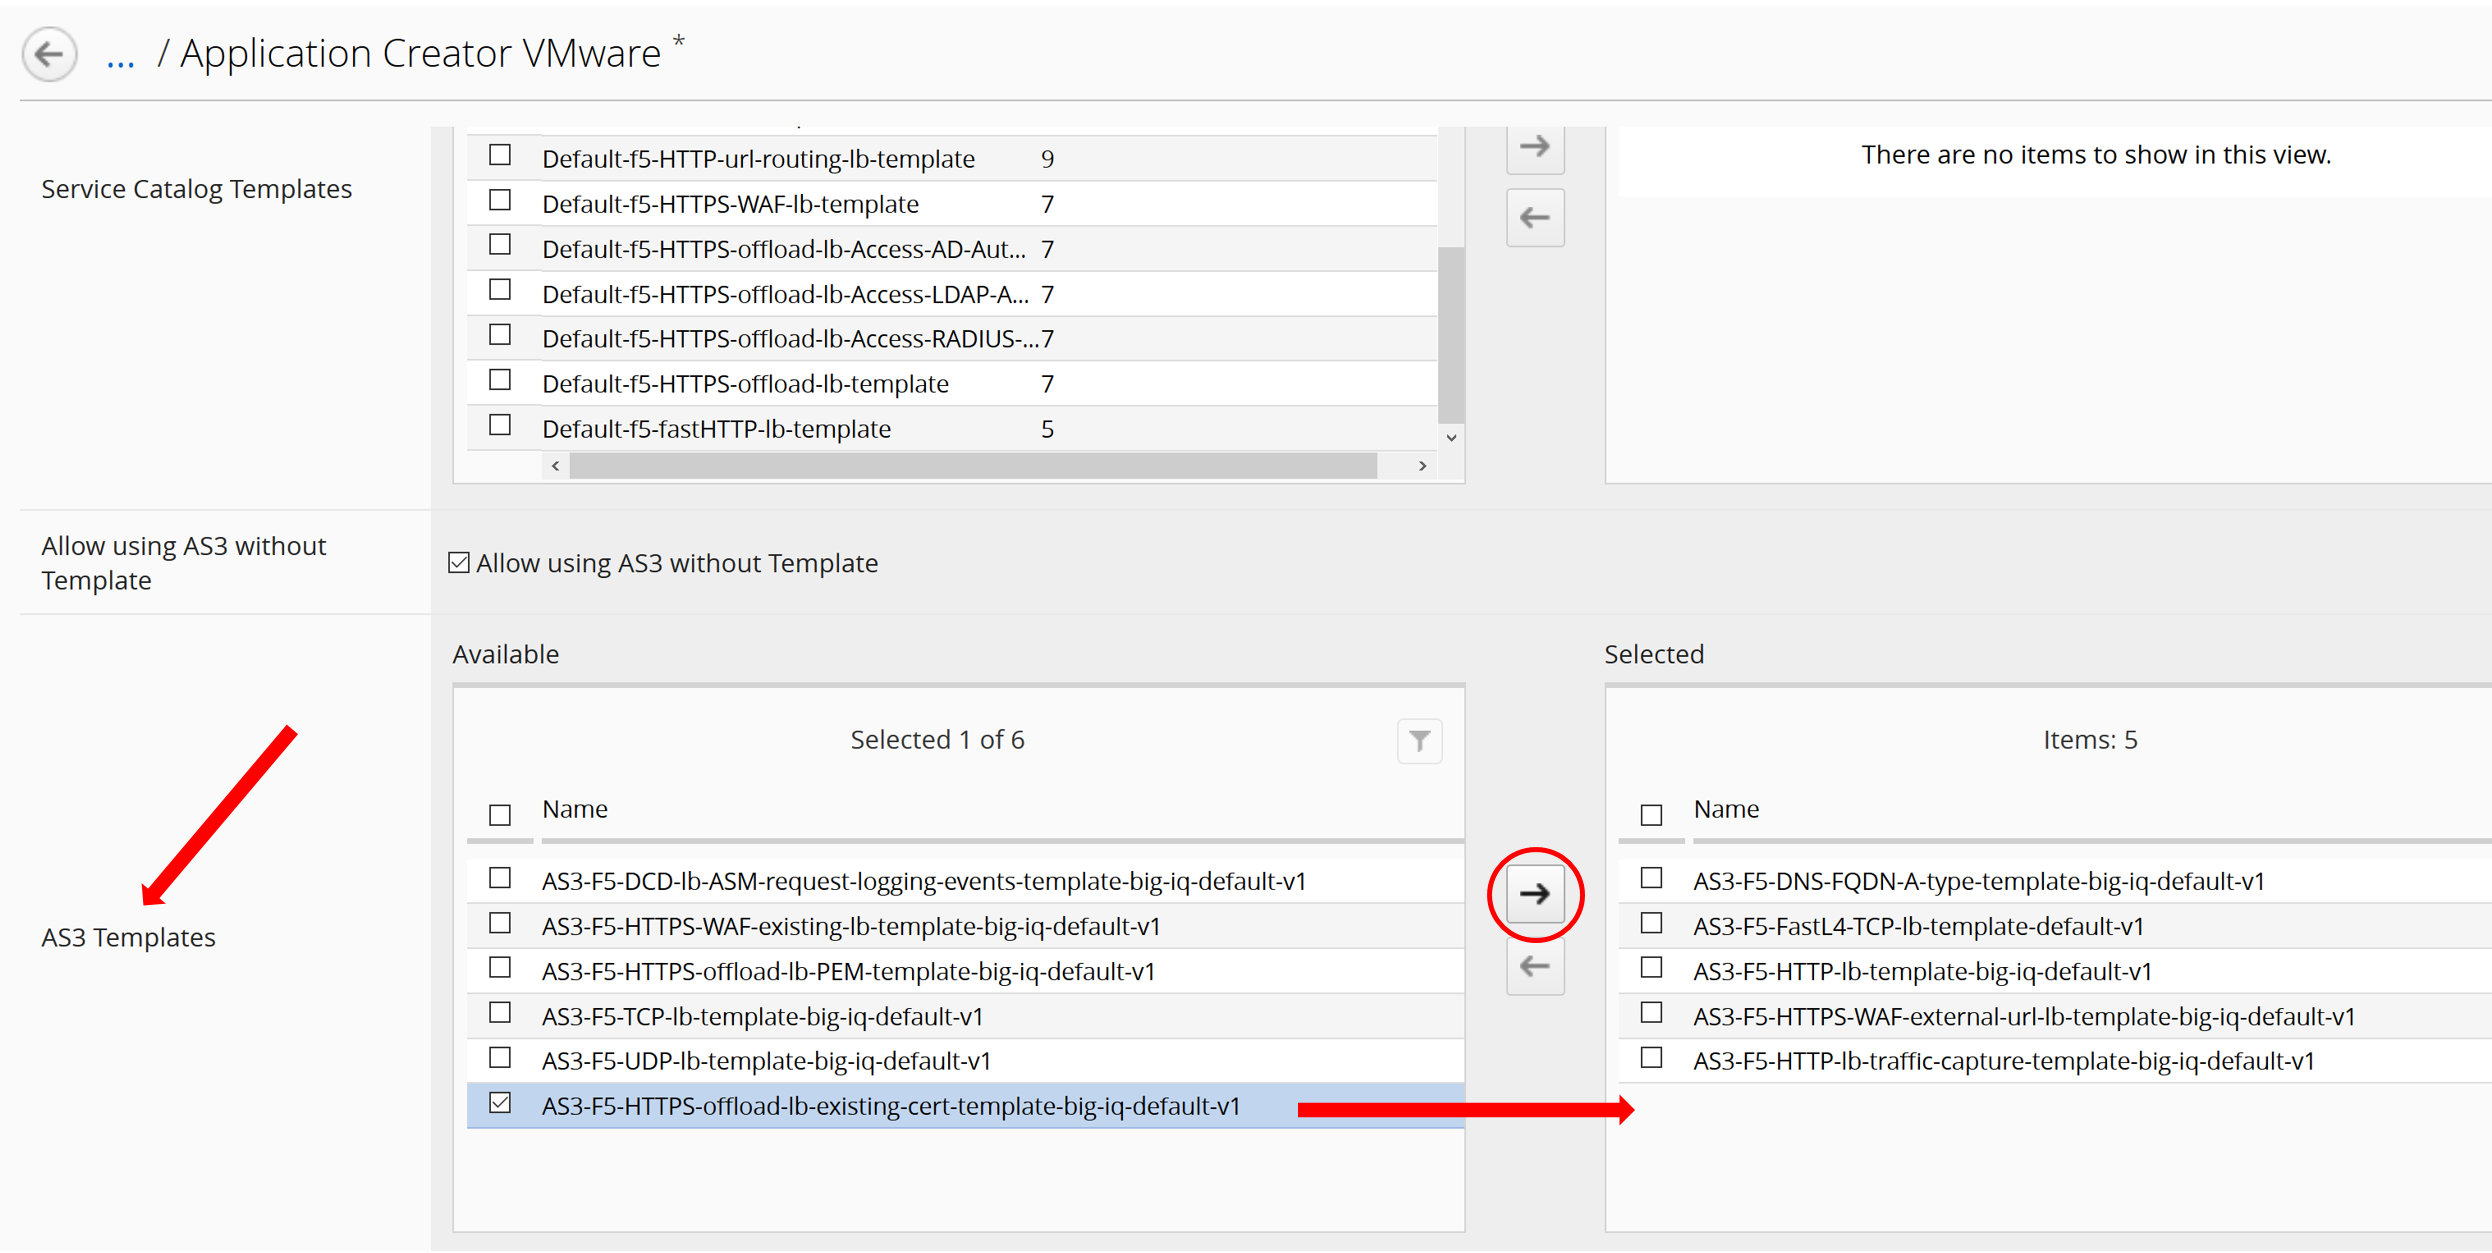 ... / Application Creator VMware *
Service Catalog Templates
Default-f5-HTTP-url-routing-lb-template 9
Default-f5-HTTPS-WAF-lb-template 7
Default-f5-HTTPS-offload-lb-Access-AD-Aut... 7
Default-f5-HTTPS-offload-lb-Access-LDAP-A... 7
Default-f5-HTTPS-offload-lb-Access-RADIUS-... 7
Default-f5-HTTPS-offload-lb-template 7
Default-f5-fastHTTP-lb-template 5
There are no items to show in this view.
Allow using AS3 without
Template
Allow using AS3 without Template
AS3 Templates
Available
Selected 1 of 6
Name
AS3-F5-DCD-lb-ASM-request-logging-events-template-big-iq-default-v1
AS3-F5-HTTPS-WAF-existing-lb-template-big-iq-default-v1
AS3-F5-HTTPS-offload-lb-PEM-template-big-iq-default-v1
AS3-F5-TCP-lb-template-big-iq-default-v1
AS3-F5-UDP-lb-template-big-iq-default-v1
AS3-F5-HTTPS-offload-lb-existing-cert-template-big-iq-default-v1
Selected
Items: 5
Name
AS3-F5-DNS-FQDN-A-type-template-big-iq-default-v1
AS3-F5-FastL4-TCP-lb-template-default-v1
AS3-F5-HTTP-lb-template-big-iq-default-v1
AS3-F5-HTTPS-WAF-external-url-lb-template-big-iq-default-v1
AS3-F5-HTTP-lb-traffic-capture-template-big-iq-default-v1